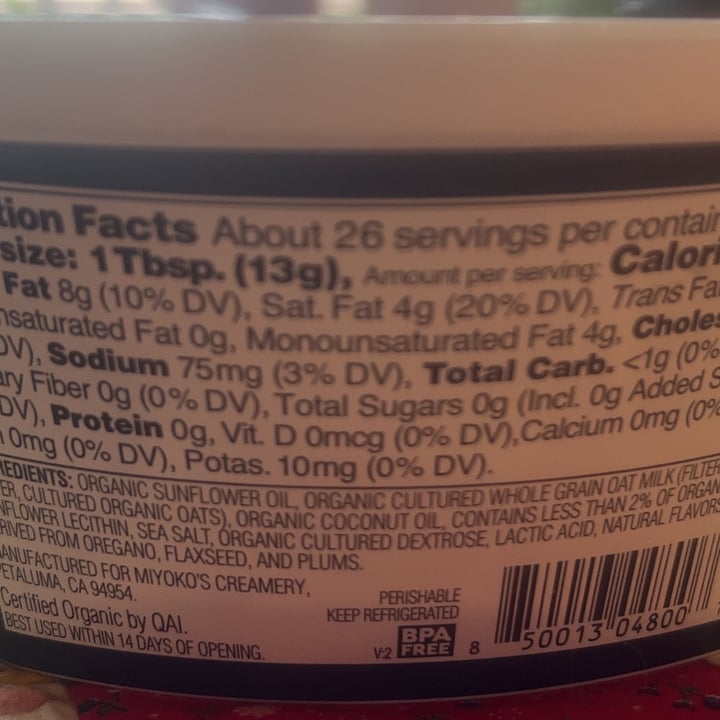 tion Facts About 26 servings per contain
size: 1 Tbsp. (13g), Amount per serving: Calori
Fat 8g (10% DV), Sat. Fat 4g (20% DV), Trans Fa
nsaturated Fat 0g, Monounsaturated Fat 4g, Choles
DV), Sodium 75mg (3% DV), Total Carb. <1g (0%
ary Fiber 0g (0% DV), Total Sugars 0g (Incl. 0g Added S
DV), Protein 0g, Vit. D 0mcg (0% DV), Calcium 0mg (0%
0mg (0% DV), Potas. 10mg (0% DV).
EDIENTS: ORGANIC SUNFLOWER OIL, ORGANIC CULTURED WHOLE GRAIN OAT MILK (FILTER
ER, CULTURED ORGANIC OATS), ORGANIC COCONUT OIL, CONTAINS LESS THAN 2% OF ORGAN
NFLOWER LECITHIN, SEA SALT, ORGANIC CULTURED DEXTROSE, LACTIC ACID, NATURAL FLAVORS
RIVED FROM OREGANO, FLAXSEED, AND PLUMS.
ANUFACTURED FOR MIYOKO'S CREAMERY,
ETALUMA, CA 94954.
Certified Organic by QAI.
BEST USED WITHIN 14 DAYS OF OPENING.
PERISHABLE
KEEP REFRIGERATED
V:2 BPA FREE
8 50013 04800